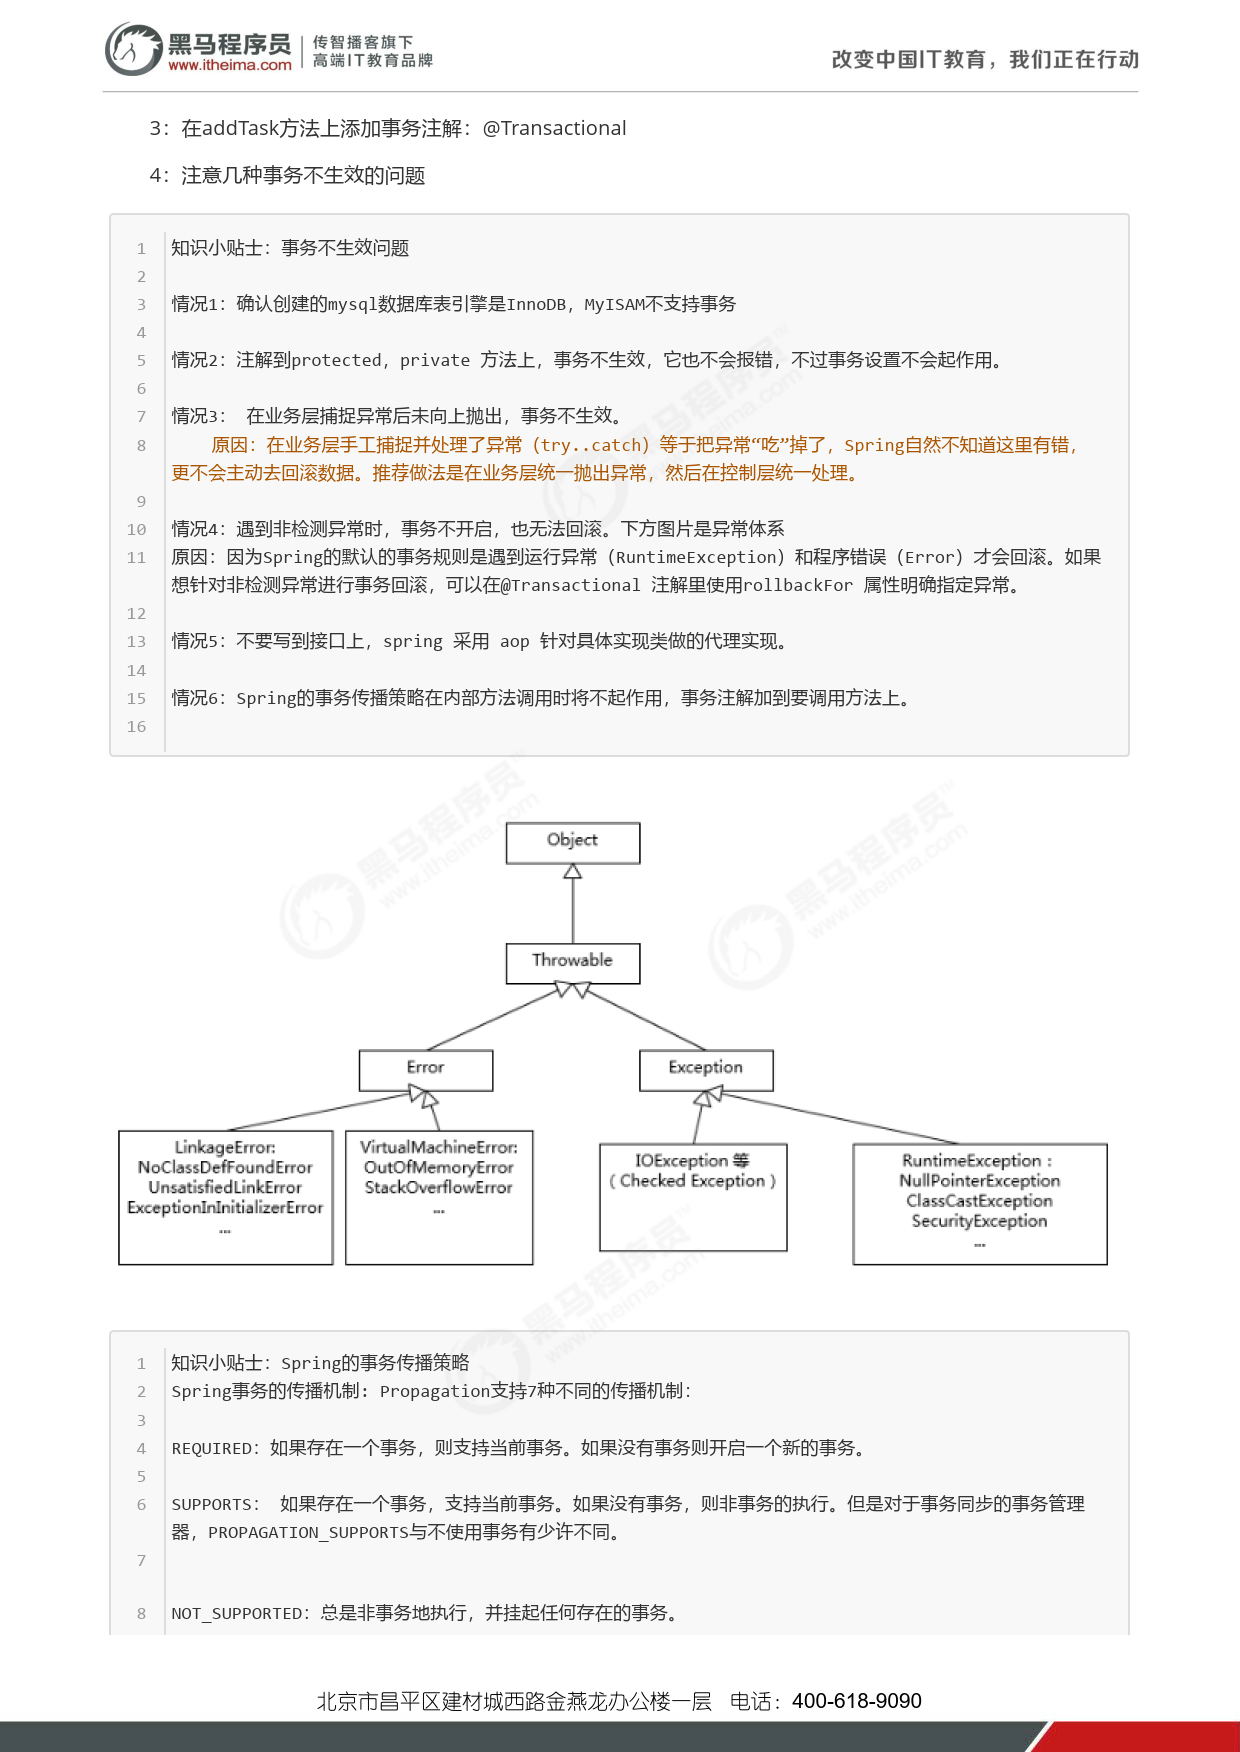 黑马程序员
www.itheima.com
传智播客旗下
高端IT教育品牌
改变中国IT教育，我们正在行动
3：在addTask方法上添加事务注解：@Transactional
4：注意几种事务不生效的问题
1 知识小贴士：事务不生效问题
2
3 情况1：确认创建的mysql数据库表引擎是InnoDB，MyISAM不支持事务
4
5 情况2：注解到protected，private 方法上，事务不生效，它也不会报错，不过事务设置不会起作用。
6
7 情况3： 在业务层捕捉异常后未向上抛出，事务不生效。
8 原因：在业务层手工捕捉并处理了异常（try..catch）等于把异常“吃”掉了，Spring自然不知道这里有错，
更不会主动去回滚数据。推荐做法是在业务层统一抛出异常，然后在控制层统一处理。
9
10 情况4：遇到非检测异常时，事务不开启，也无法回滚。下方图片是异常体系
11 原因：因为Spring的默认的事务规则是遇到运行异常（RuntimeException）和程序错误（Error）才会回滚。如果
想针对非检测异常进行事务回滚，可以在@Transactional 注解里使用rollbackFor 属性明确指定异常。
12
13 情况5：不要写到接口上，spring 采用 aop 针对具体实现类做的代理实现。
14
15 情况6：Spring的事务传播策略在内部方法调用时将不起作用，事务注解加到要调用方法上。
16
Object
Throwable
Error
Exception
LinkageError:
NoClassDefFoundError
UnsatisfiedLinkError
ExceptionInInitializerError
...
VirtualMachineError:
OutOfMemoryError
StackOverflowError
...
IOException 等
（Checked Exception）
RuntimeException：
NullPointerException
ClassCastException
SecurityException
...
1 知识小贴士：Spring的事务传播策略
2 Spring事务的传播机制: Propagation支持7种不同的传播机制：
3
4 REQUIRED：如果存在一个事务，则支持当前事务。如果没有事务则开启一个新的事务。
5
6 SUPPORTS： 如果存在一个事务，支持当前事务。如果没有事务，则非事务的执行。但是对于事务同步的事务管理
器，PROPAGATION_SUPPORTS与不使用事务有少许不同。
7
8 NOT_SUPPORTED：总是非事务地执行，并挂起任何存在的事务。
北京市昌平区建材城西路金燕龙办公楼一层 电话：400-618-9090